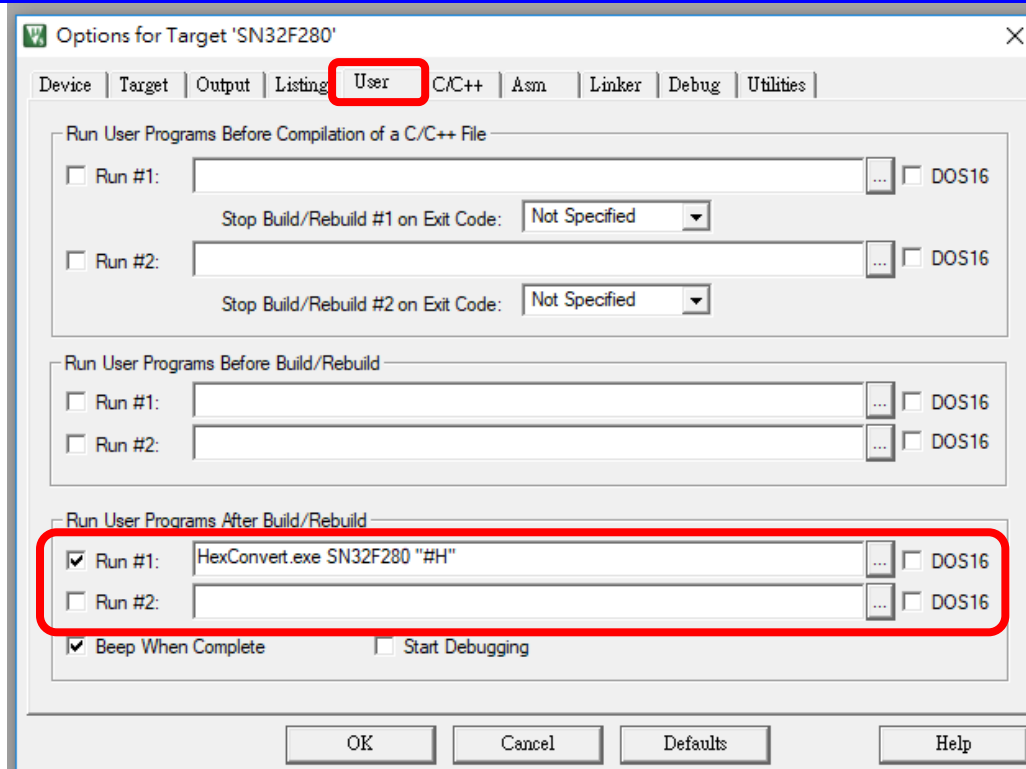 Options for Target 'SN32F280'
Device Target Output Listing User C/C++ Asm Linker Debug Utilities
Run User Programs Before Compilation of a C/C++ File
Run #1: ... DOS16
Stop Build/Rebuild #1 on Exit Code: Not Specified
Run #2: ... DOS16
Stop Build/Rebuild #2 on Exit Code: Not Specified
Run User Programs Before Build/Rebuild
Run #1: ... DOS16
Run #2: ... DOS16
Run User Programs After Build/Rebuild
Run #1: HexConvert.exe SN32F280 "#H" ... DOS16
Run #2: ... DOS16
Beep When Complete Start Debugging
OK Cancel Defaults Help